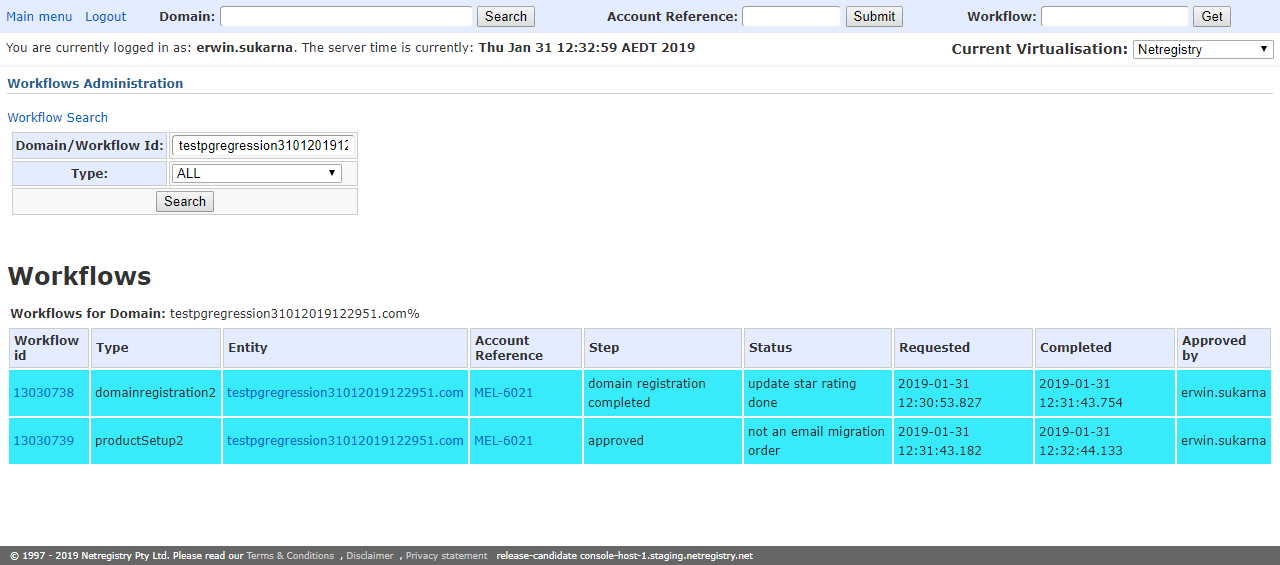 Main menu Logout Domain: Search Account Reference: Submit Workflow: Get
You are currently logged in as: erwin.sukarna. The server time is currently: Thu Jan 31 12:32:59 AEDT 2019 Current Virtualisation: Netregistry
Workflows Administration
Workflow Search
Domain/Workflow Id: testpgregression3101201912
Type: ALL
Search
Workflows
Workflows for Domain: testpgregression31012019122951.com%
Workflow id Type Entity Account Reference Step Status Requested Completed Approved by
13030738 domainregistration2 testpgregression31012019122951.com MEL-6021 domain registration completed update star rating done 2019-01-31 12:30:53.827 2019-01-31 12:31:43.754 erwin.sukarna
13030739 productSetup2 testpgregression31012019122951.com MEL-6021 approved not an email migration order 2019-01-31 12:31:43.182 2019-01-31 12:32:44.133 erwin.sukarna
© 1997 - 2019 Netregistry Pty Ltd. Please read our Terms & Conditions , Disclaimer , Privacy statement release-candidate console-host-1.staging.netregistry.net